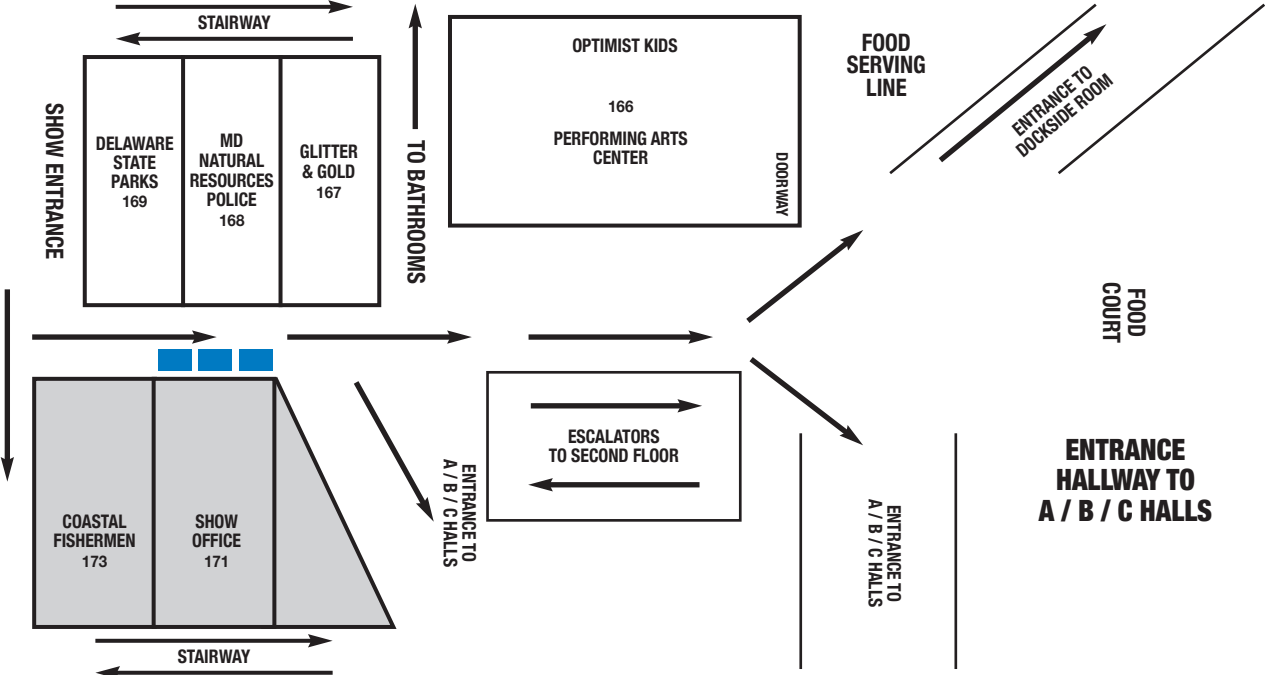 STAIRWAY
SHOW ENTRANCE
DELAWARE
STATE
PARKS
169
MD
NATURAL
RESOURCES
POLICE
168
GLITTER
& GOLD
167
TO BATHROOMS
OPTIMIST KIDS
166
PERFORMING ARTS
CENTER
DOORWAY
FOOD
SERVING
LINE
ENTRANCE TO
DOCKSIDE ROOM
FOOD
COURT
COASTAL
FISHERMEN
173
SHOW
OFFICE
171
ENTRANCE TO
A / B / C HALLS
ESCALATORS
TO SECOND FLOOR
ENTRANCE TO
A / B / C HALLS
ENTRANCE
HALLWAY TO
A / B / C HALLS
STAIRWAY